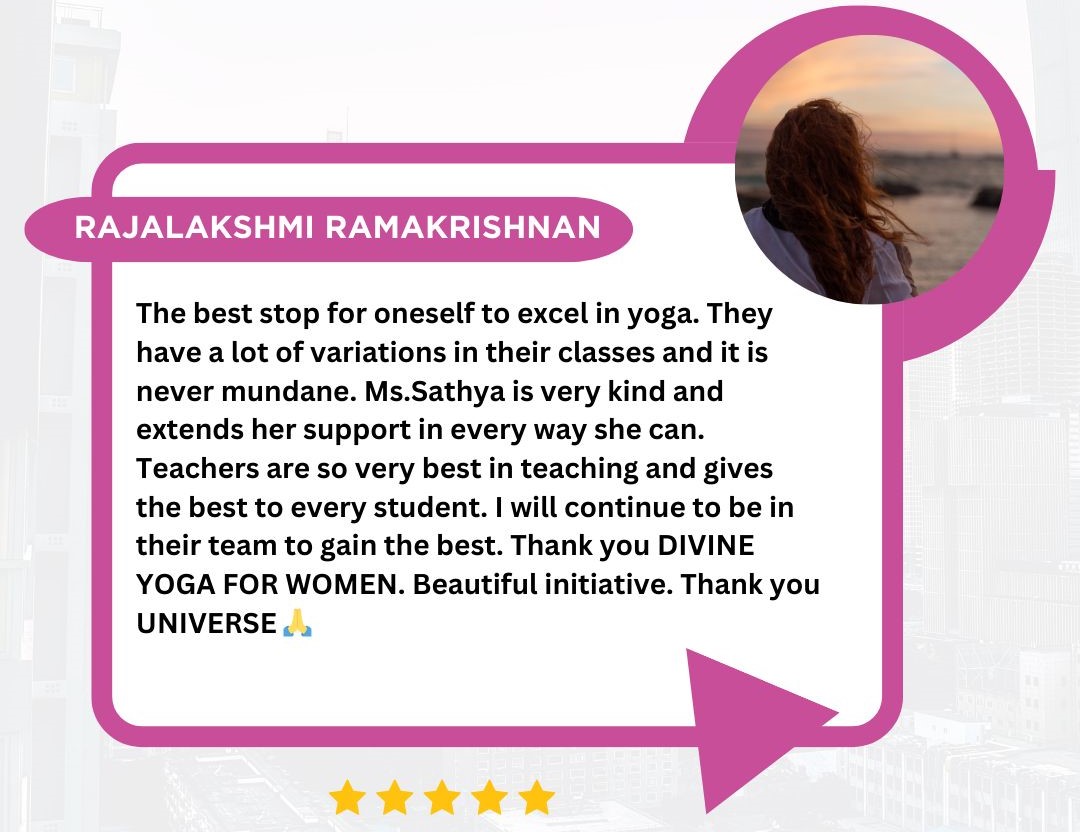 RAJALAKSHMI RAMAKRISHNAN
The best stop for oneself to excel in yoga. They
have a lot of variations in their classes and it is
never mundane. Ms.Sathya is very kind and
extends her support in every way she can.
Teachers are so very best in teaching and gives
the best to every student. I will continue to be in
their team to gain the best. Thank you DIVINE
YOGA FOR WOMEN. Beautiful initiative. Thank you
UNIVERSE🙏